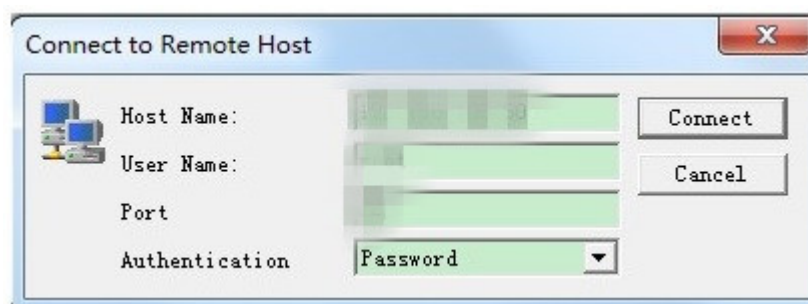 Connect to Remote Host
Host Name:
Connect
User Name:
Cancel
Port
Authentication
Password